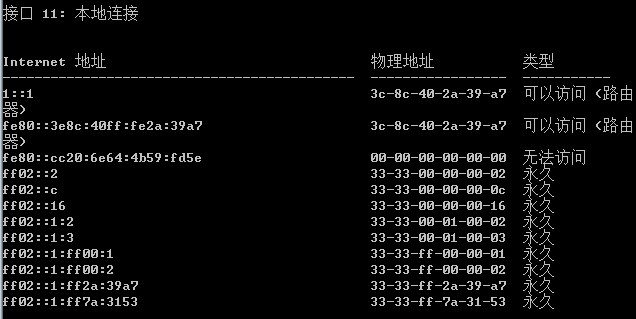 接口 11: 本地连接
Internet 地址 物理地址 类型
-------------------------------------------- ----------------- -----------
1::1 3c-8c-40-2a-39-a7 可以访问 (路由
器)
fe80::3e8c:40ff:fe2a:39a7 3c-8c-40-2a-39-a7 可以访问 (路由
器)
fe80::cc20:6e64:4b59:fd5e 00-00-00-00-00-00 无法访问
ff02::2 33-33-00-00-00-02 永久
ff02::c 33-33-00-00-00-0c 永久
ff02::16 33-33-00-00-00-16 永久
ff02::1:2 33-33-00-01-00-02 永久
ff02::1:3 33-33-00-01-00-03 永久
ff02::1:ff00:1 33-33-ff-00-00-01 永久
ff02::1:ff00:2 33-33-ff-00-00-02 永久
ff02::1:ff2a:39a7 33-33-ff-2a-39-a7 永久
ff02::1:ff7a:3153 33-33-ff-7a-31-53 永久